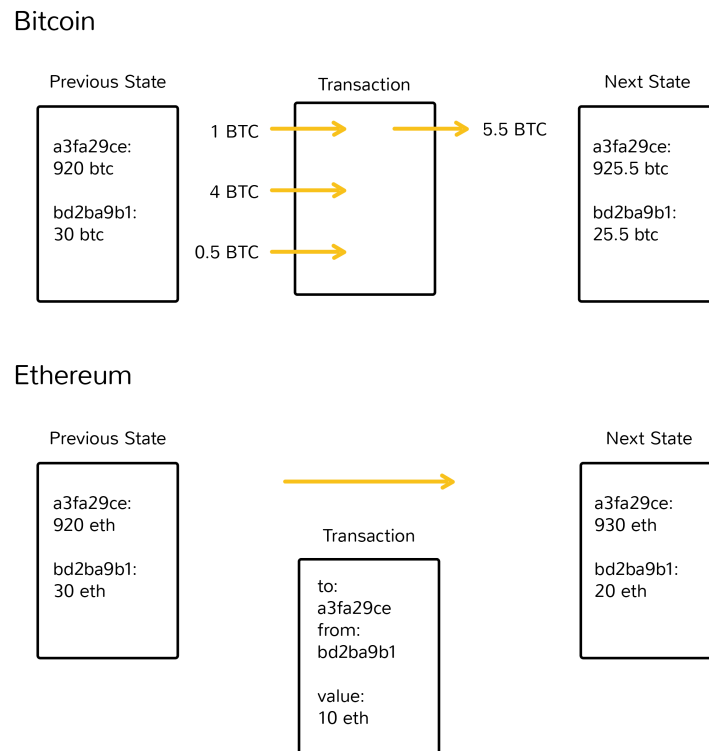 Bitcoin
Previous State
Transaction
Next State
a3fa29ce:
920 btc
bd2ba9b1:
30 btc
1 BTC
4 BTC
0.5 BTC
5.5 BTC
a3fa29ce:
925.5 btc
bd2ba9b1:
25.5 btc
Ethereum
Previous State
Next State
a3fa29ce:
920 eth
bd2ba9b1:
30 eth
Transaction
to:
a3fa29ce
from:
bd2ba9b1
value:
10 eth
a3fa29ce:
930 eth
bd2ba9b1:
20 eth